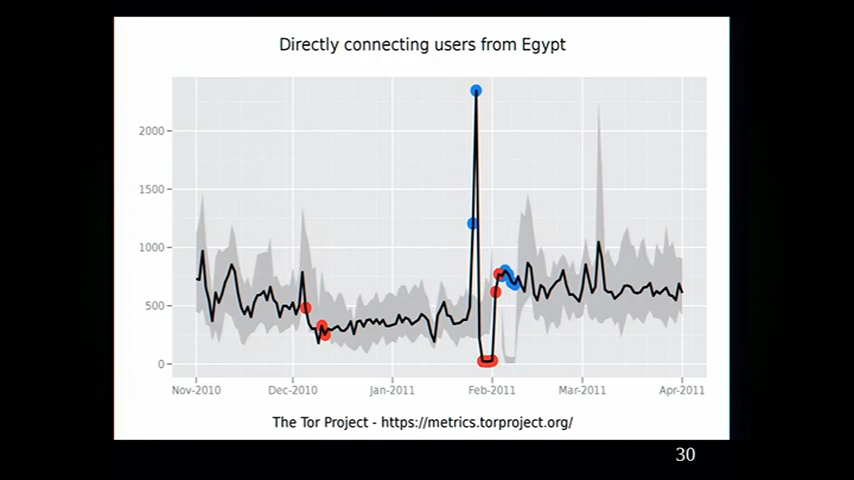 Directly connecting users from Egypt
2000
1500
1000
500
0
Nov-2010 Dec-2010 Jan-2011 Feb-2011 Mar-2011 Apr-2011
The Tor Project - https://metrics.torproject.org/
30